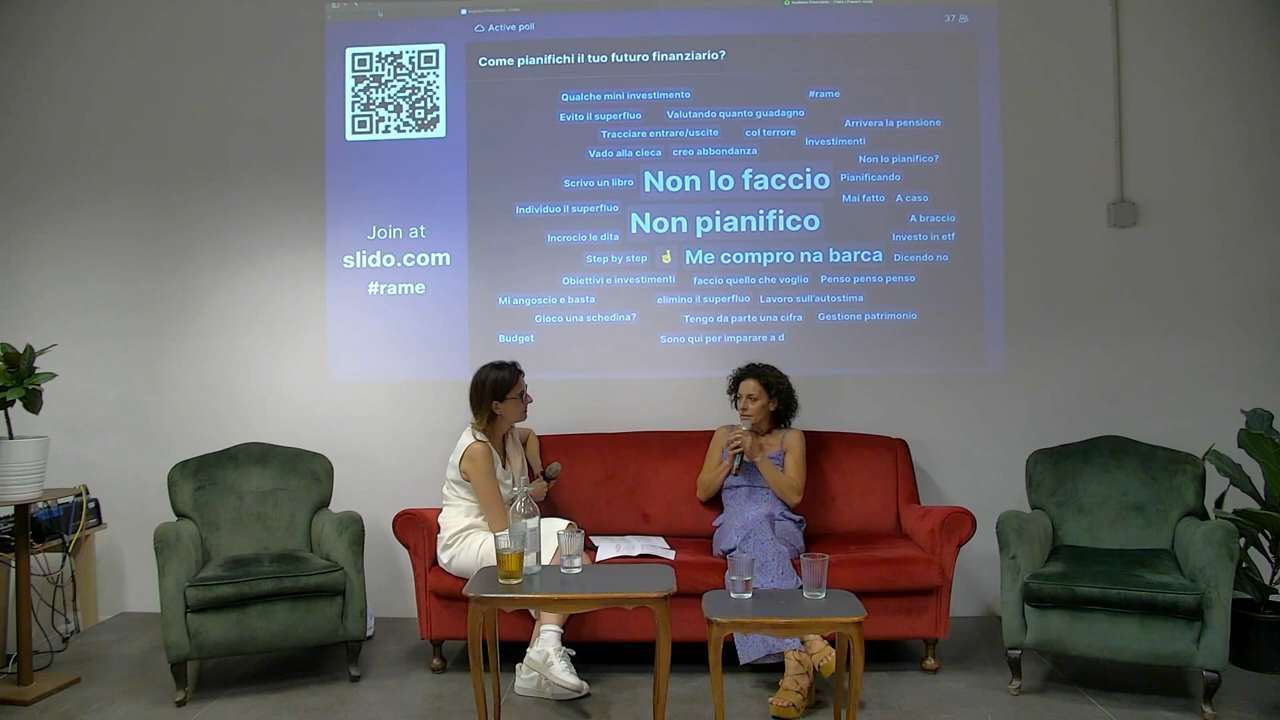 Active poll
37
Come pianifichi il tuo futuro finanziario?
Qualche mini investimento
#rame
Evito il superfluo
Valutando quanto guadagno
Arrivera la pensione
Tracciare entrare/uscite
col terrore
Investimenti
Vado alla cieca
creo abbondanza
Non lo pianifico?
Scrivo un libro
Non lo faccio
Pianificando
Mai fatto
A caso
Individuo il superfluo
Non pianifico
A braccio
Incrocio le dita
Investo in etf
Step by step
🤞
Me compro na barca
Dicendo no
Obiettivi e investimenti
faccio quello che voglio
Penso penso penso
Mi angoscio e basta
elimino il superfluo
Lavoro sull'autostima
Gioco una schedina?
Tengo da parte una cifra
Gestione patrimonio
Budget
Sono qui per imparare a d
Join at
slido.com
#rame